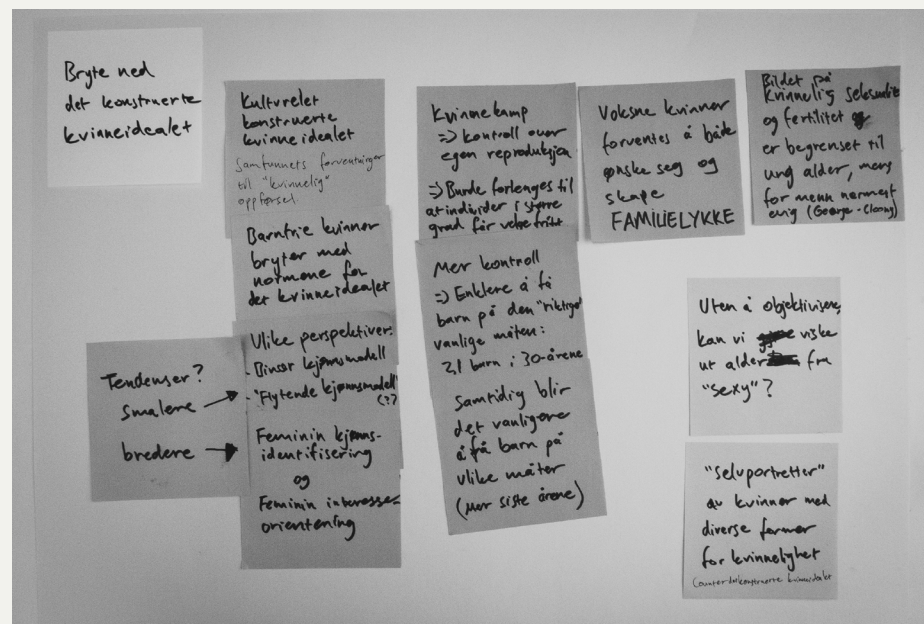 Bryte ned
det konstruerte
kvinneidealet
Kulturelet
konstruerte
kvinneidealet
Samfunnets forventninger
til "kvinnelig"
oppførsel.
Barnfrie kvinner
bryter med
normene for
det kvinneidealet
Tendenser?
smalere
bredere
Ulike perspektiver:
- Binær kjønnsmodell
- "Flytende kjønnsmodell"
(??)
Feminin kjønns-
identifisering
og
Feminin interesse-
orientering
Kvinnekamp
=> kontroll over
egen reproduksjon
=> Burde forlenges til
at individer i større
grad får velge fritt
Mer kontroll
=> Enklere å få
barn på den "riktige"
vanlige måten:
2,1 barn i 30-årene
Samtidig blir
det vanligere
å få barn på
ulike måter
(mer siste årene)
Voksne kvinner
forventes å både
ønske seg og
skape
FAMILIELYKKE
Bildet på
kvinnelig seksualitet
og fertilitet
er begrenset til
ung alder, mens
for menn nærmest
evig (George-Cloony)
Uten å objektivisere,
kan vi viske
ut alder fra
"sexy"?
"selvportretter"
av kvinner med
diverse former
for kvinnelighet